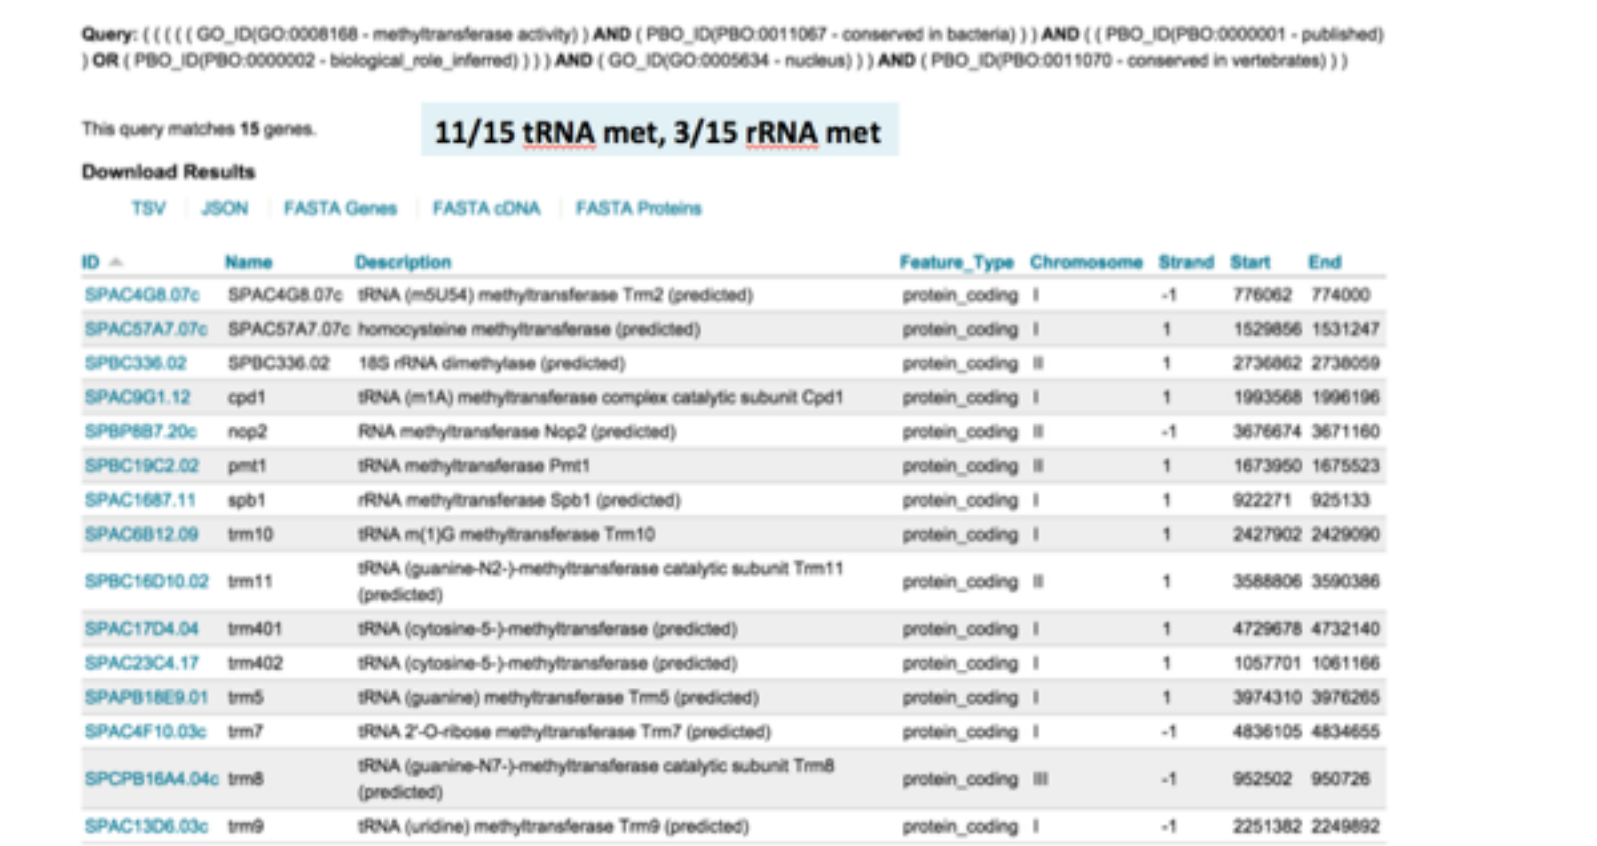 Query: ( ( ( ( ( GO_ID(GO:0008168 - methyltransferase activity) ) AND ( PBO_ID(PBO:0011067 - conserved in bacteria) ) ) AND ( ( PBO_ID(PBO:0000001 - published)
) OR ( PBO_ID(PBO:0000002 - biological_role_inferred) ) ) ) AND ( GO_ID(GO:0005634 - nucleus) ) ) AND ( PBO_ID(PBO:0011070 - conserved in vertebrates) ) )
This query matches 15 genes.
11/15 tRNA met, 3/15 rRNA met
Download Results
TSV JSON FASTA Genes FASTA cDNA FASTA Proteins
ID Name Description Feature_Type Chromosome Strand Start End
SPAC4G8.07c SPAC4G8.07c tRNA (m5U54) methyltransferase Trm2 (predicted) protein_coding I -1 776062 774000
SPAC57A7.07c SPAC57A7.07c homocysteine methyltransferase (predicted) protein_coding I 1 1529856 1531247
SPBC336.02 SPBC336.02 18S rRNA dimethylase (predicted) protein_coding II 1 2736862 2738059
SPAC9G1.12 cpd1 tRNA (m1A) methyltransferase complex catalytic subunit Cpd1 protein_coding I 1 1993568 1996196
SPBP8B7.20c nop2 RNA methyltransferase Nop2 (predicted) protein_coding II -1 3676674 3671160
SPBC19C2.02 pmt1 tRNA methyltransferase Pmt1 protein_coding II 1 1673950 1675523
SPAC1687.11 spb1 rRNA methyltransferase Spb1 (predicted) protein_coding I 1 922271 925133
SPAC6B12.09 trm10 tRNA m(1)G methyltransferase Trm10 protein_coding I 1 2427902 2429090
tRNA (guanine-N2-)-methyltransferase catalytic subunit Trm11
SPBC16D10.02 trm11 protein_coding II 1 3588806 3590386
(predicted)
SPAC17D4.04 trm401 tRNA (cytosine-5-)-methyltransferase (predicted) protein_coding I 1 4729678 4732140
SPAC23C4.17 trm402 tRNA (cytosine-5-)-methyltransferase (predicted) protein_coding I 1 1057701 1061166
SPAPB18E9.01 trm5 tRNA (guanine) methyltransferase Trm5 (predicted) protein_coding I 1 3974310 3976265
SPAC4F10.03c trm7 tRNA 2'-O-ribose methyltransferase Trm7 (predicted) protein_coding I -1 4836105 4834655
tRNA (guanine-N7-)-methyltransferase catalytic subunit Trm8
SPCPB16A4.04c trm8 protein_coding III -1 952502 950726
(predicted)
SPAC13D6.03c trm9 tRNA (uridine) methyltransferase Trm9 (predicted) protein_coding I -1 2251382 2249892